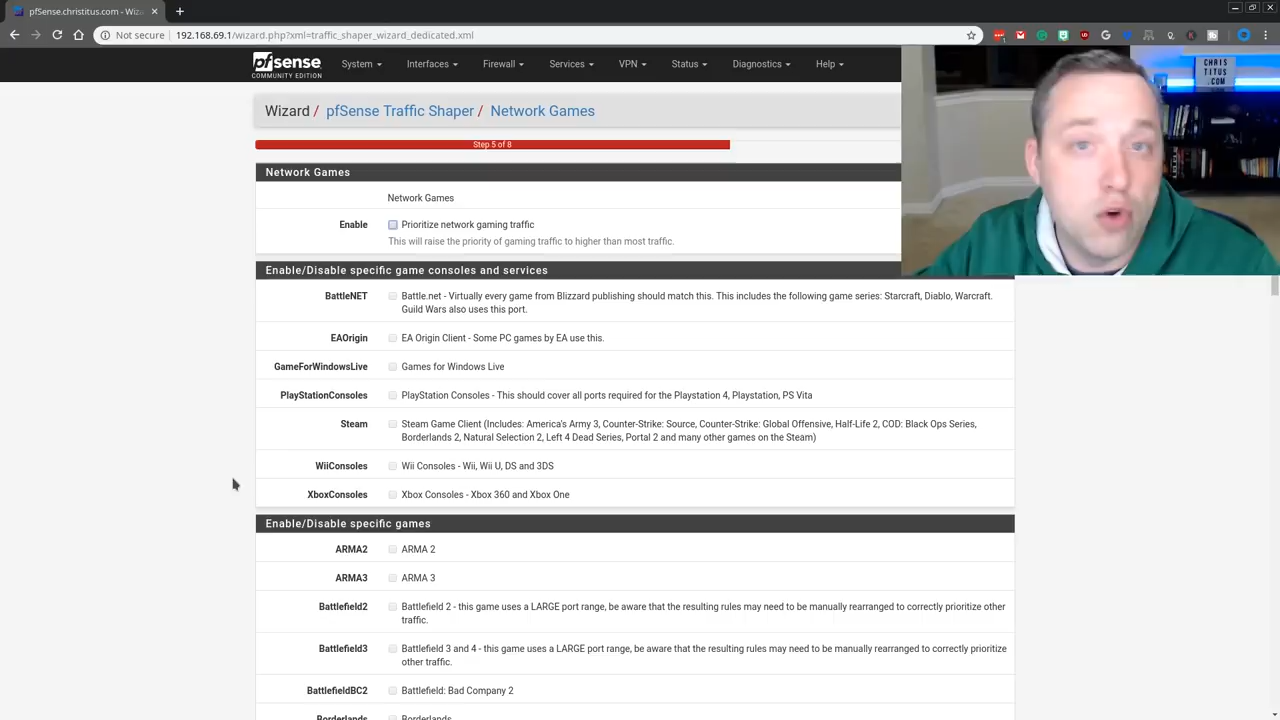 pfSense.christitus.com - Wiza
Not secure | 192.168.69.1/wizard.php?xml=traffic_shaper_wizard_dedicated.xml
pfsense
COMMUNITY EDITION
System Interfaces Firewall Services VPN Status Diagnostics Help
CHRIS
TITUS
.COM
Wizard / pfSense Traffic Shaper / Network Games
Step 5 of 8
Network Games
Network Games
Enable Prioritize network gaming traffic
This will raise the priority of gaming traffic to higher than most traffic.
Enable/Disable specific game consoles and services
BattleNET Battle.net - Virtually every game from Blizzard publishing should match this. This includes the following game series: Starcraft, Diablo, Warcraft.
Guild Wars also uses this port.
EAOrigin EA Origin Client - Some PC games by EA use this.
GameForWindowsLive Games for Windows Live
PlayStationConsoles PlayStation Consoles - This should cover all ports required for the Playstation 4, Playstation, PS Vita
Steam Steam Game Client (Includes: America's Army 3, Counter-Strike: Source, Counter-Strike: Global Offensive, Half-Life 2, COD: Black Ops Series,
Borderlands 2, Natural Selection 2, Left 4 Dead Series, Portal 2 and many other games on the Steam)
WiiConsoles Wii Consoles - Wii, Wii U, DS and 3DS
XboxConsoles Xbox Consoles - Xbox 360 and Xbox One
Enable/Disable specific games
ARMA2 ARMA 2
ARMA3 ARMA 3
Battlefield2 Battlefield 2 - this game uses a LARGE port range, be aware that the resulting rules may need to be manually rearranged to correctly prioritize other
traffic.
Battlefield3 Battlefield 3 and 4 - this game uses a LARGE port range, be aware that the resulting rules may need to be manually rearranged to correctly prioritize
other traffic.
BattlefieldBC2 Battlefield: Bad Company 2
Borderlands Borderlands